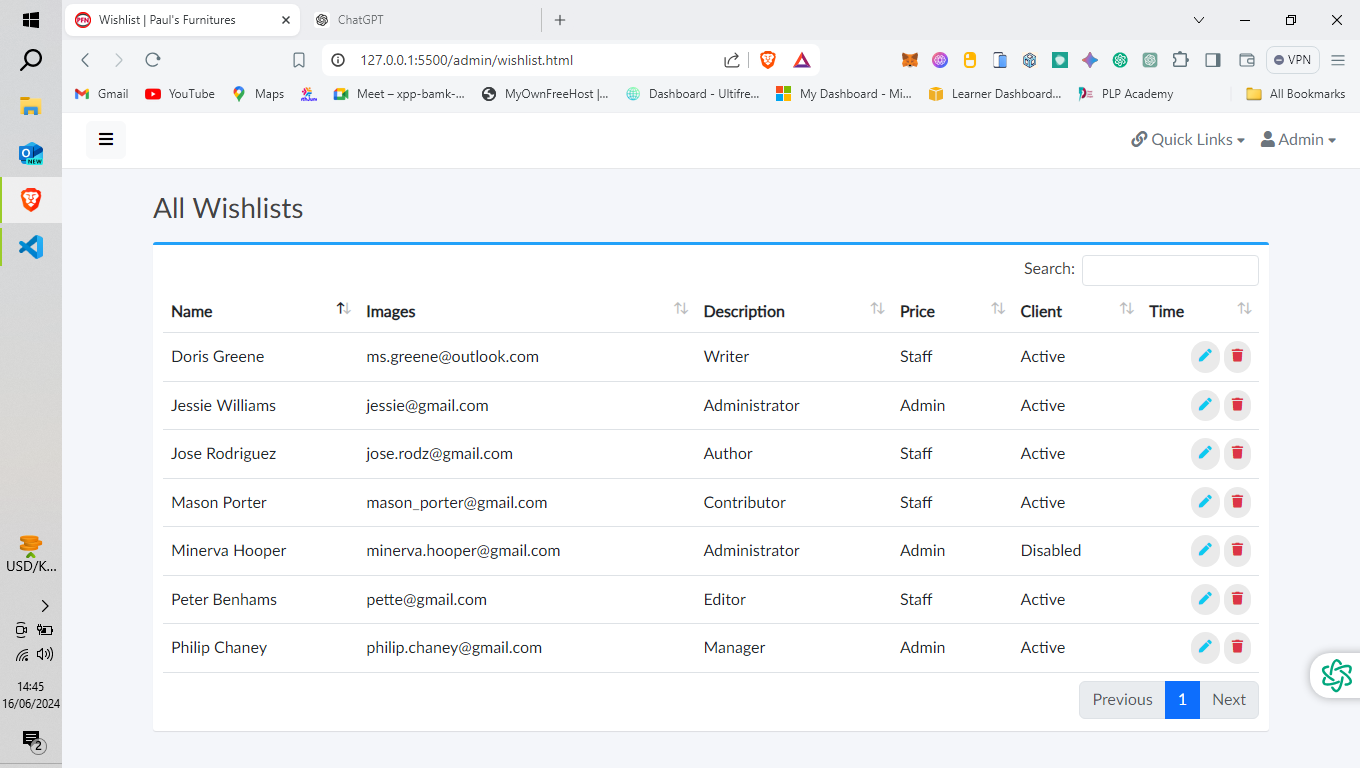 Wishlist | Paul's Furnitures
ChatGPT
127.0.0.1:5500/admin/wishlist.html
VPN
Gmail
YouTube
Maps
Meet – xpp-bamk-...
MyOwnFreeHost |...
Dashboard - Ultifre...
My Dashboard - Mi...
Learner Dashboard...
PLP Academy
All Bookmarks
Quick Links
Admin
All Wishlists
Search:
Name Images Description Price Client Time
Doris Greene ms.greene@outlook.com Writer Staff Active
Jessie Williams jessie@gmail.com Administrator Admin Active
Jose Rodriguez jose.rodz@gmail.com Author Staff Active
Mason Porter mason_porter@gmail.com Contributor Staff Active
Minerva Hooper minerva.hooper@gmail.com Administrator Admin Disabled
Peter Benhams pette@gmail.com Editor Staff Active
Philip Chaney philip.chaney@gmail.com Manager Admin Active
Previous 1 Next
USD/K...
14:45
16/06/2024
2